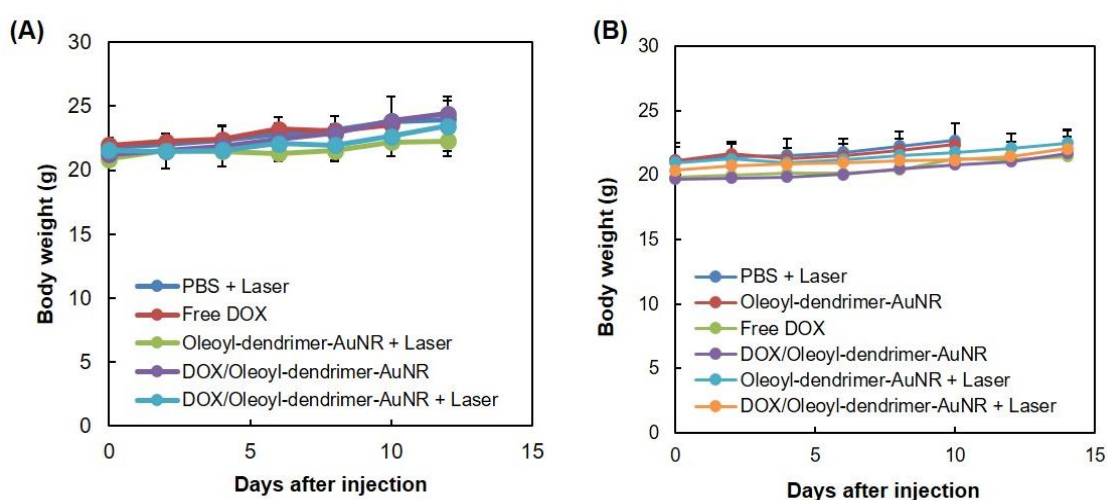 (A)
30
25
20
15
10
5
0
Body weight (g)
PBS + Laser
Free DOX
Oleoyl-dendrimer-AuNR + Laser
DOX/Oleoyl-dendrimer-AuNR
DOX/Oleoyl-dendrimer-AuNR + Laser
0 5 10 15
Days after injection
(B)
30
25
20
15
10
5
0
Body weight (g)
PBS + Laser
Oleoyl-dendrimer-AuNR
Free DOX
DOX/Oleoyl-dendrimer-AuNR
Oleoyl-dendrimer-AuNR + Laser
DOX/Oleoyl-dendrimer-AuNR + Laser
0 5 10 15
Days after injection